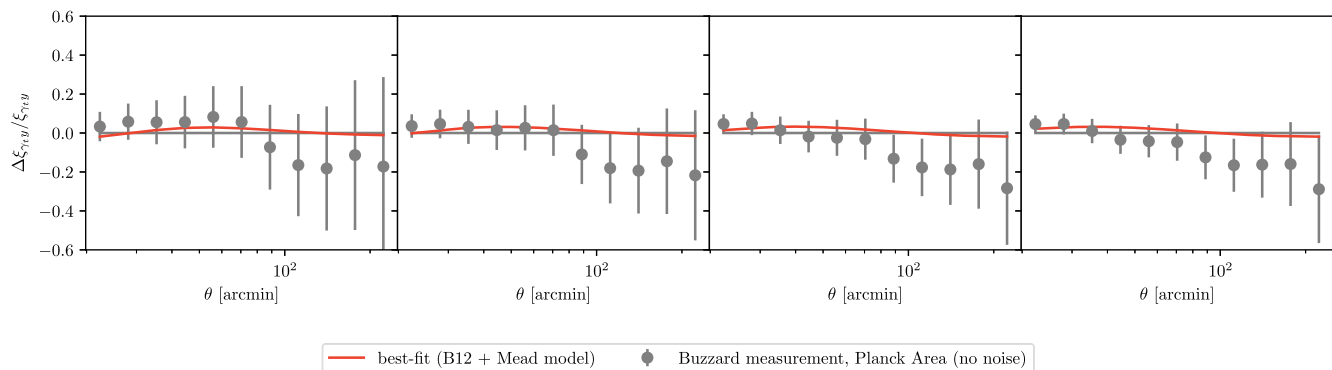 Δξγₜy/ξγₜy
0.6
0.4
0.2
0.0
−0.2
−0.4
−0.6
10² 10² 10² 10²
θ [arcmin] θ [arcmin] θ [arcmin] θ [arcmin]
best-fit (B12 + Mead model) Buzzard measurement, Planck Area (no noise)